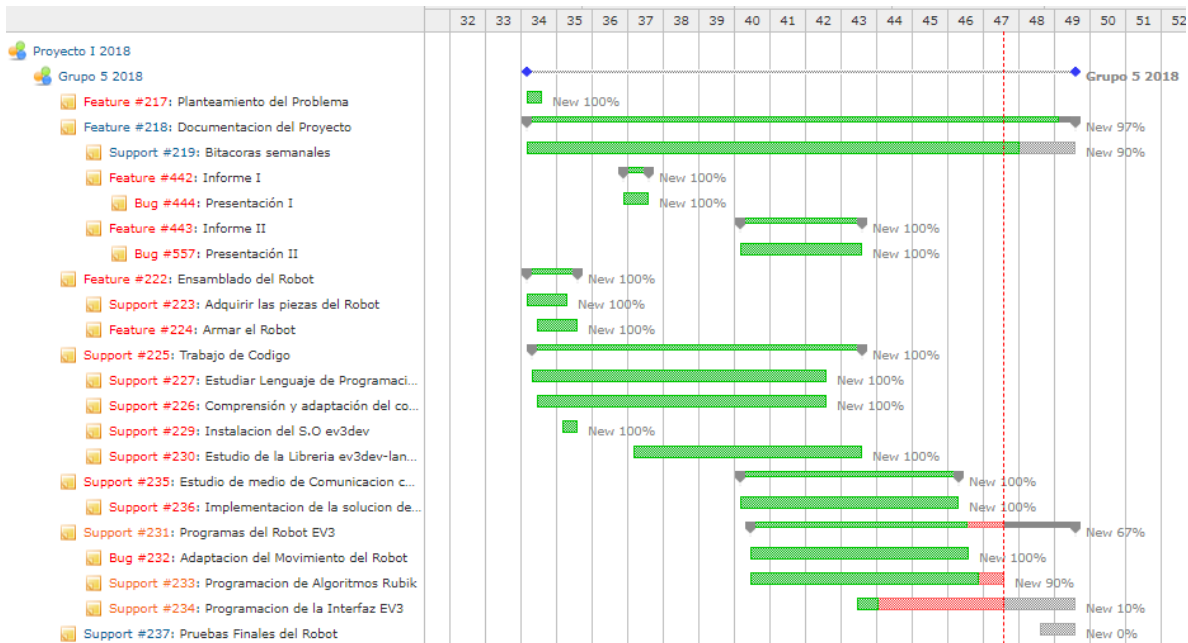 32 33 34 35 36 37 38 39 40 41 42 43 44 45 46 47 48 49 50 51 52
Proyecto I 2018
Grupo 5 2018 Grupo 5 2018
Feature #217: Planteamiento del Problema New 100%
Feature #218: Documentacion del Proyecto New 97%
Support #219: Bitacoras semanales New 90%
Feature #442: Informe I New 100%
Bug #444: Presentación I New 100%
Feature #443: Informe II New 100%
Bug #557: Presentación II New 100%
Feature #222: Ensamblado del Robot New 100%
Support #223: Adquirir las piezas del Robot New 100%
Feature #224: Armar el Robot New 100%
Support #225: Trabajo de Codigo New 100%
Support #227: Estudiar Lenguaje de Programaci... New 100%
Support #226: Comprensión y adaptación del co... New 100%
Support #229: Instalacion del S.O ev3dev New 100%
Support #230: Estudio de la Libreria ev3dev-lan... New 100%
Support #235: Estudio de medio de Comunicacion c... New 100%
Support #236: Implementacion de la solucion de... New 100%
Support #231: Programas del Robot EV3 New 67%
Bug #232: Adaptacion del Movimiento del Robot New 100%
Support #233: Programacion de Algoritmos Rubik New 90%
Support #234: Programacion de la Interfaz EV3 New 10%
Support #237: Pruebas Finales del Robot New 0%